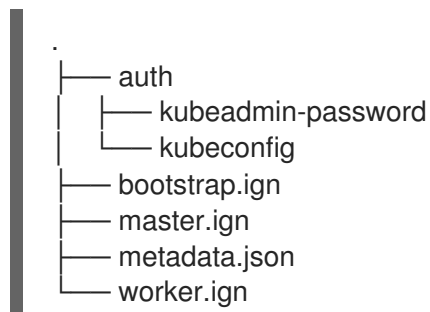 .
├── auth
│   ├── kubeadmin-password
│   └── kubeconfig
├── bootstrap.ign
├── master.ign
├── metadata.json
└── worker.ign